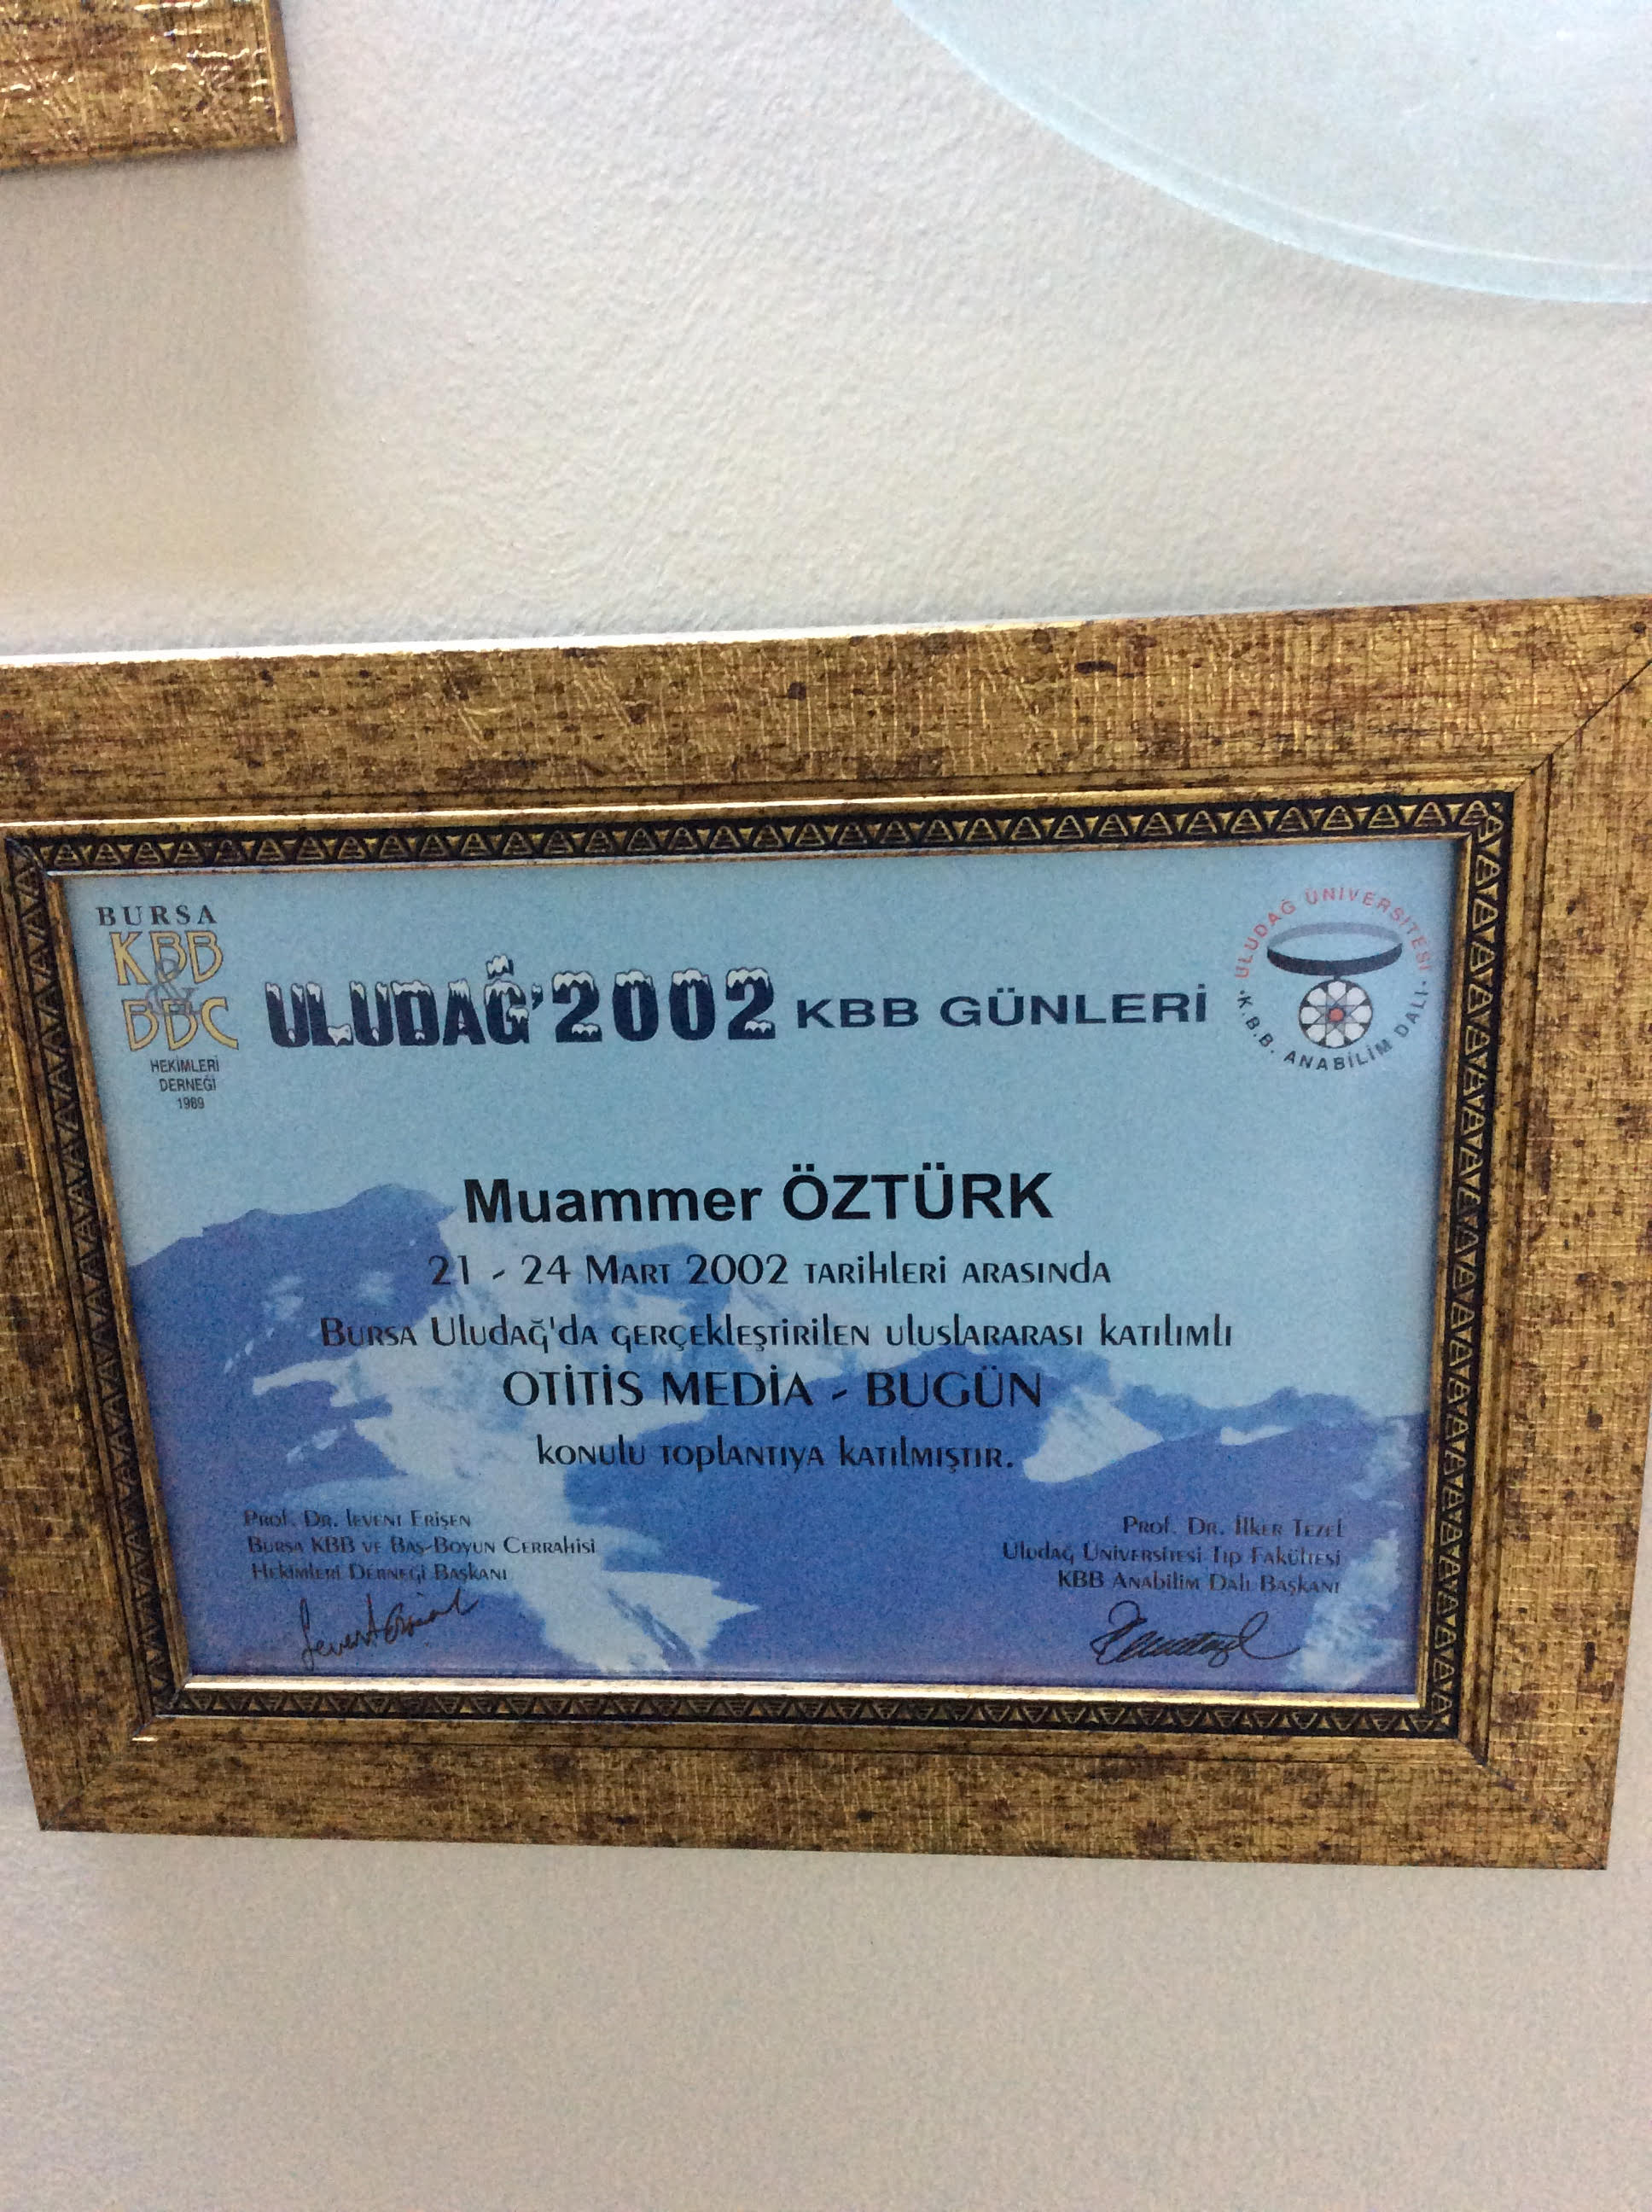 BURSA
KBB
&
BBC
HEKİMLERİ
DERNEĞİ
1989
ULUDAĞ'2002 KBB GÜNLERİ
ULUDAĞ ÜNİVERSİTESİ
K.B.B. ANABİLİM DALI
Muammer ÖZTÜRK
21 - 24 Mart 2002 tarihleri arasında
Bursa Uludağ'da gerçekleştirilen uluslararası katılımlı
OTİTİS MEDİA - BUGÜN
konulu toplantıya katılmıştır.
Prof. Dr. Levent Erişen
Bursa KBB ve Baş-Boyun Cerrahisi
Hekimleri Derneği Başkanı
Prof. Dr. İlker Tezel
Uludağ Üniversitesi Tıp Fakültesi
KBB Anabilim Dalı Başkanı